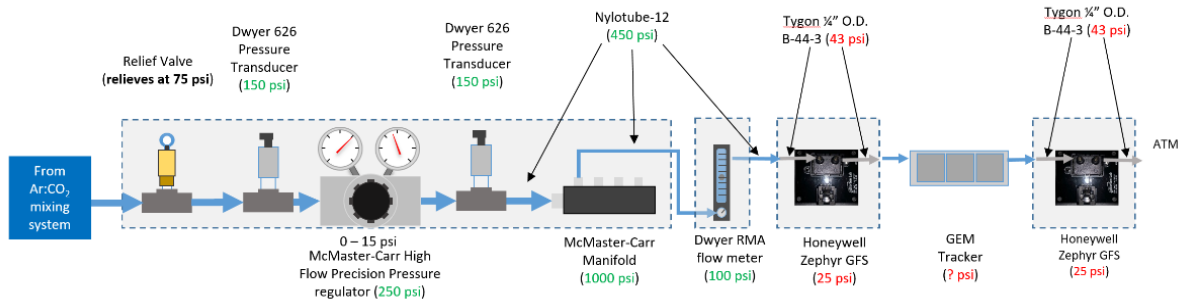 Relief Valve
(relieves at 75 psi)
Dwyer 626
Pressure
Transducer
(150 psi)
Dwyer 626
Pressure
Transducer
(150 psi)
Nylotube-12
(450 psi)
Tygon ¼” O.D.
B-44-3 (43 psi)
Tygon ¼” O.D.
B-44-3 (43 psi)
From
Ar:CO₂
mixing
system
ATM
0 – 15 psi
McMaster-Carr High
Flow Precision Pressure
regulator (250 psi)
McMaster-Carr
Manifold
(1000 psi)
Dwyer RMA
flow meter
(100 psi)
Honeywell
Zephyr GFS
(25 psi)
GEM
Tracker
(? psi)
Honeywell
Zephyr GFS
(25 psi)